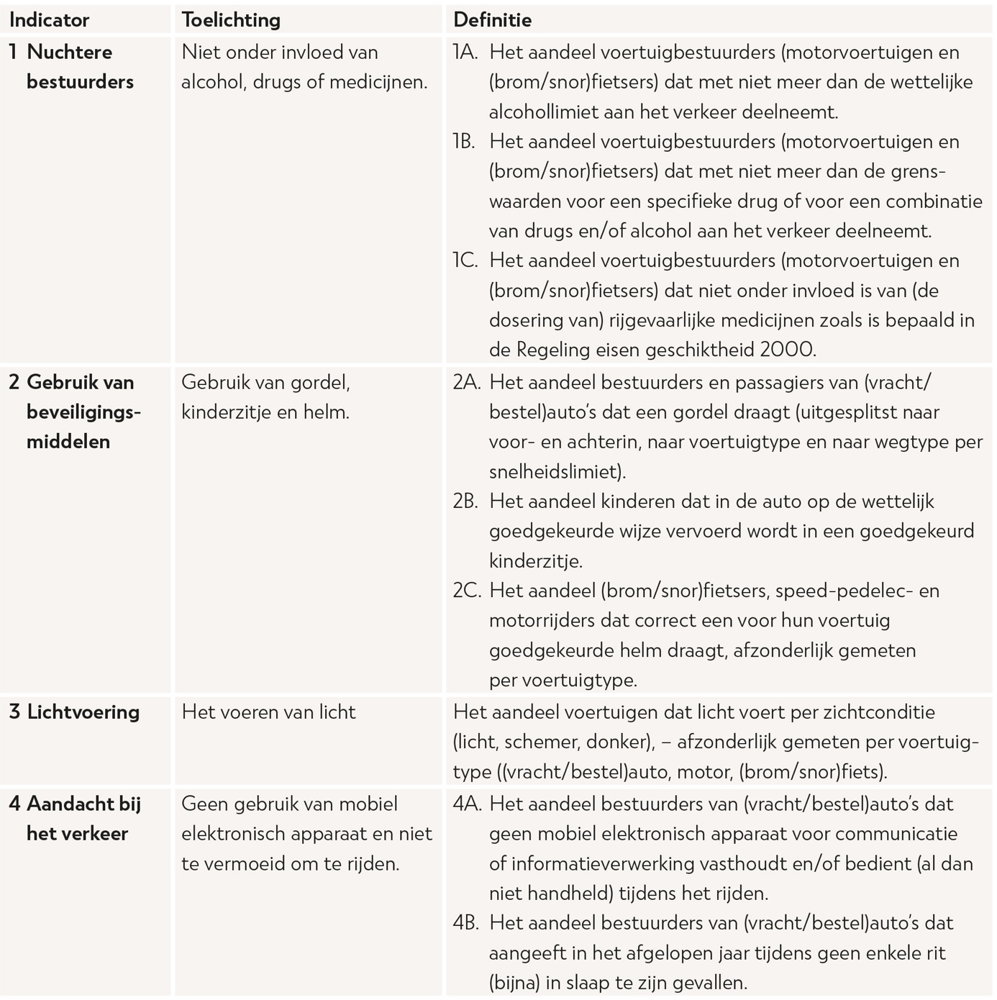 Indicator Toelichting Definitie
1 Nuchtere bestuurders
Niet onder invloed van
alcohol, drugs of medicijnen.
1A. Het aandeel voertuigbestuurders (motorvoertuigen en
(brom/snor)fietsers) dat met niet meer dan de wettelijke
alcohollimiet aan het verkeer deelneemt.
1B. Het aandeel voertuigbestuurders (motorvoertuigen en
(brom/snor)fietsers) dat met niet meer dan de grens-
waarden voor een specifieke drug of voor een combinatie
van drugs en/of alcohol aan het verkeer deelneemt.
1C. Het aandeel voertuigbestuurders (motorvoertuigen en
(brom/snor)fietsers) dat niet onder invloed is van (de
dosering van) rijgevaarlijke medicijnen zoals is bepaald in
de Regeling eisen geschiktheid 2000.
2 Gebruik van
beveiligings-
middelen
Gebruik van gordel,
kinderzitje en helm.
2A. Het aandeel bestuurders en passagiers van (vracht/
bestel)auto's dat een gordel draagt (uitgesplitst naar
voor- en achterin, naar voertuigtype en naar wegtype per
snelheidslimiet).
2B. Het aandeel kinderen dat in de auto op de wettelijk
goedgekeurde wijze vervoerd wordt in een goedgekeurd
kinderzitje.
2C. Het aandeel (brom/snor)fietsers, speed-pedelec- en
motorrijders dat correct een voor hun voertuig
goedgekeurde helm draagt, afzonderlijk gemeten
per voertuigtype.
3 Lichtvoering
Het voeren van licht
Het aandeel voertuigen dat licht voert per zichtconditie
(licht, schemer, donker), – afzonderlijk gemeten per voertuig-
type ((vracht/bestel)auto, motor, (brom/snor)fiets).
4 Aandacht bij
het verkeer
Geen gebruik van mobiel
elektronisch apparaat en niet
te vermoeid om te rijden.
4A. Het aandeel bestuurders van (vracht/bestel)auto's dat
geen mobiel elektronisch apparaat voor communicatie
of informatieverwerking vasthoudt en/of bedient (al dan
niet handheld) tijdens het rijden.
4B. Het aandeel bestuurders van (vracht/bestel)auto's dat
aangeeft in het afgelopen jaar tijdens geen enkele rit
(bijna) in slaap te zijn gevallen.